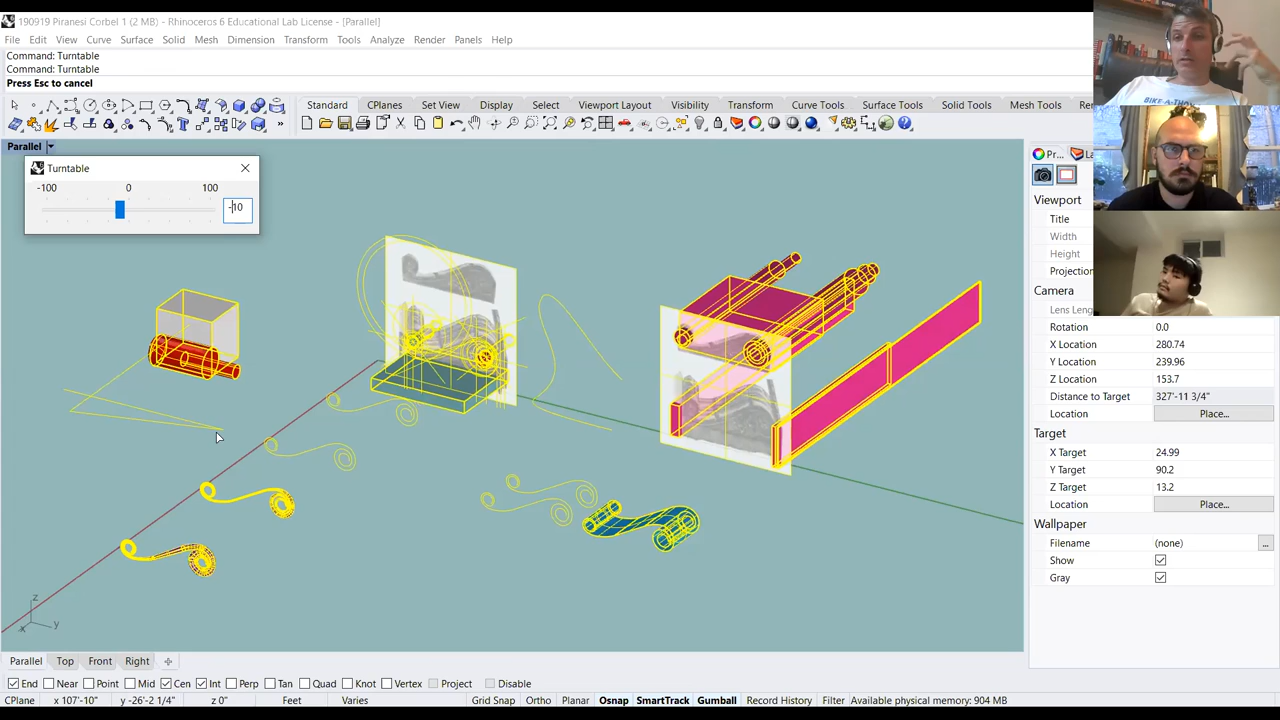 190919 Piranesi Corbel 1 (2 MB) - Rhinoceros 6 Educational Lab License - [Parallel]
File Edit View Curve Surface Solid Mesh Dimension Transform Tools Analyze Render Panels Help
Command: Turntable
Command: Turntable
Press Esc to cancel
Standard CPlanes Set View Display Select Viewport Layout Visibility Transform Curve Tools Surface Tools Solid Tools Mesh Tools
Parallel
Turntable
-100 0 100
-10
Pr...
Viewport
Title
Width
Height
Projection
Camera
Lens Leng
Rotation 0.0
X Location 280.74
Y Location 239.96
Z Location 153.7
Distance to Target 327'-11 3/4"
Location Place...
Target
X Target 24.99
Y Target 90.2
Z Target 13.2
Location Place...
Wallpaper
Filename (none) ...
Show
Gray
BIKE-A-THO
z
x y
Parallel Top Front Right
End Near Point Mid Cen Int Perp Tan Quad Knot Vertex Project Disable
CPlane x 107'-10" y -26'-2 1/4" z 0" Feet Varies Grid Snap Ortho Planar Osnap SmartTrack Gumball Record History Filter Available physical memory: 904 MB